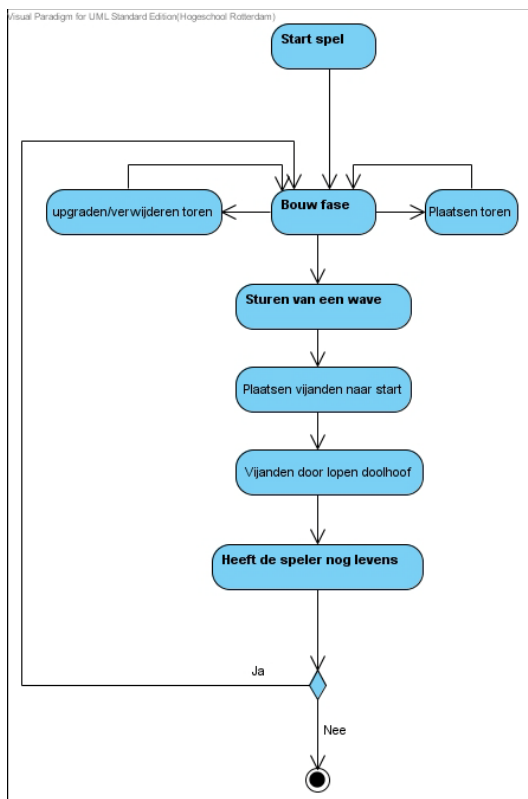 Visual Paradigm for UML Standard Edition(Hogeschool Rotterdam)
Start spel
upgraden/verwijderen toren
Bouw fase
Plaatsen toren
Sturen van een wave
Plaatsen vijanden naar start
Vijanden door lopen doolhoof
Heeft de speler nog levens
Ja
Nee